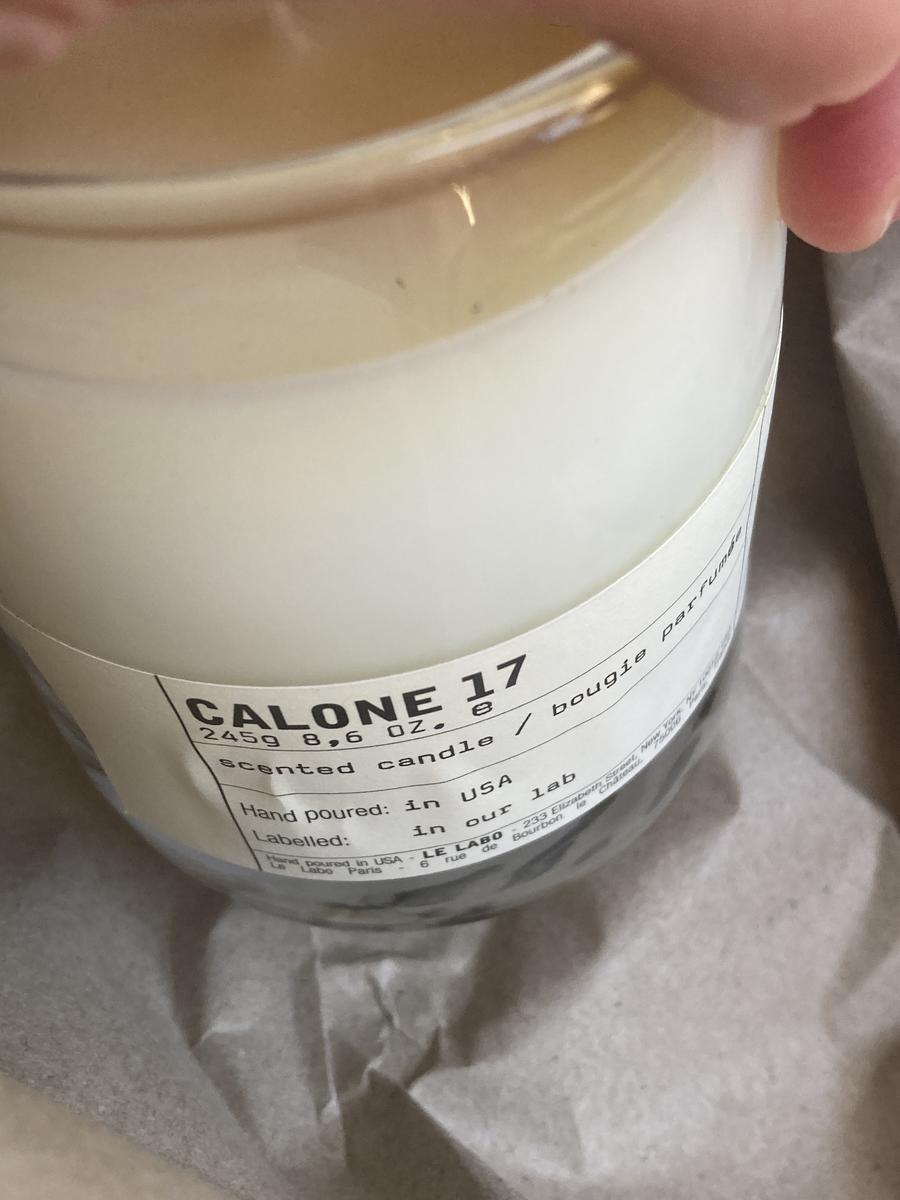 CALONE 17
245g 8,6 OZ. e
scented candle / bougie parfumée
Hand poured: in USA
Labelled: in our lab
Hand poured in USA - LE LABO - 233 Elizabeth Street, New York, NY
Le Labo Paris - 6 rue de Bourbon le Château, 75006